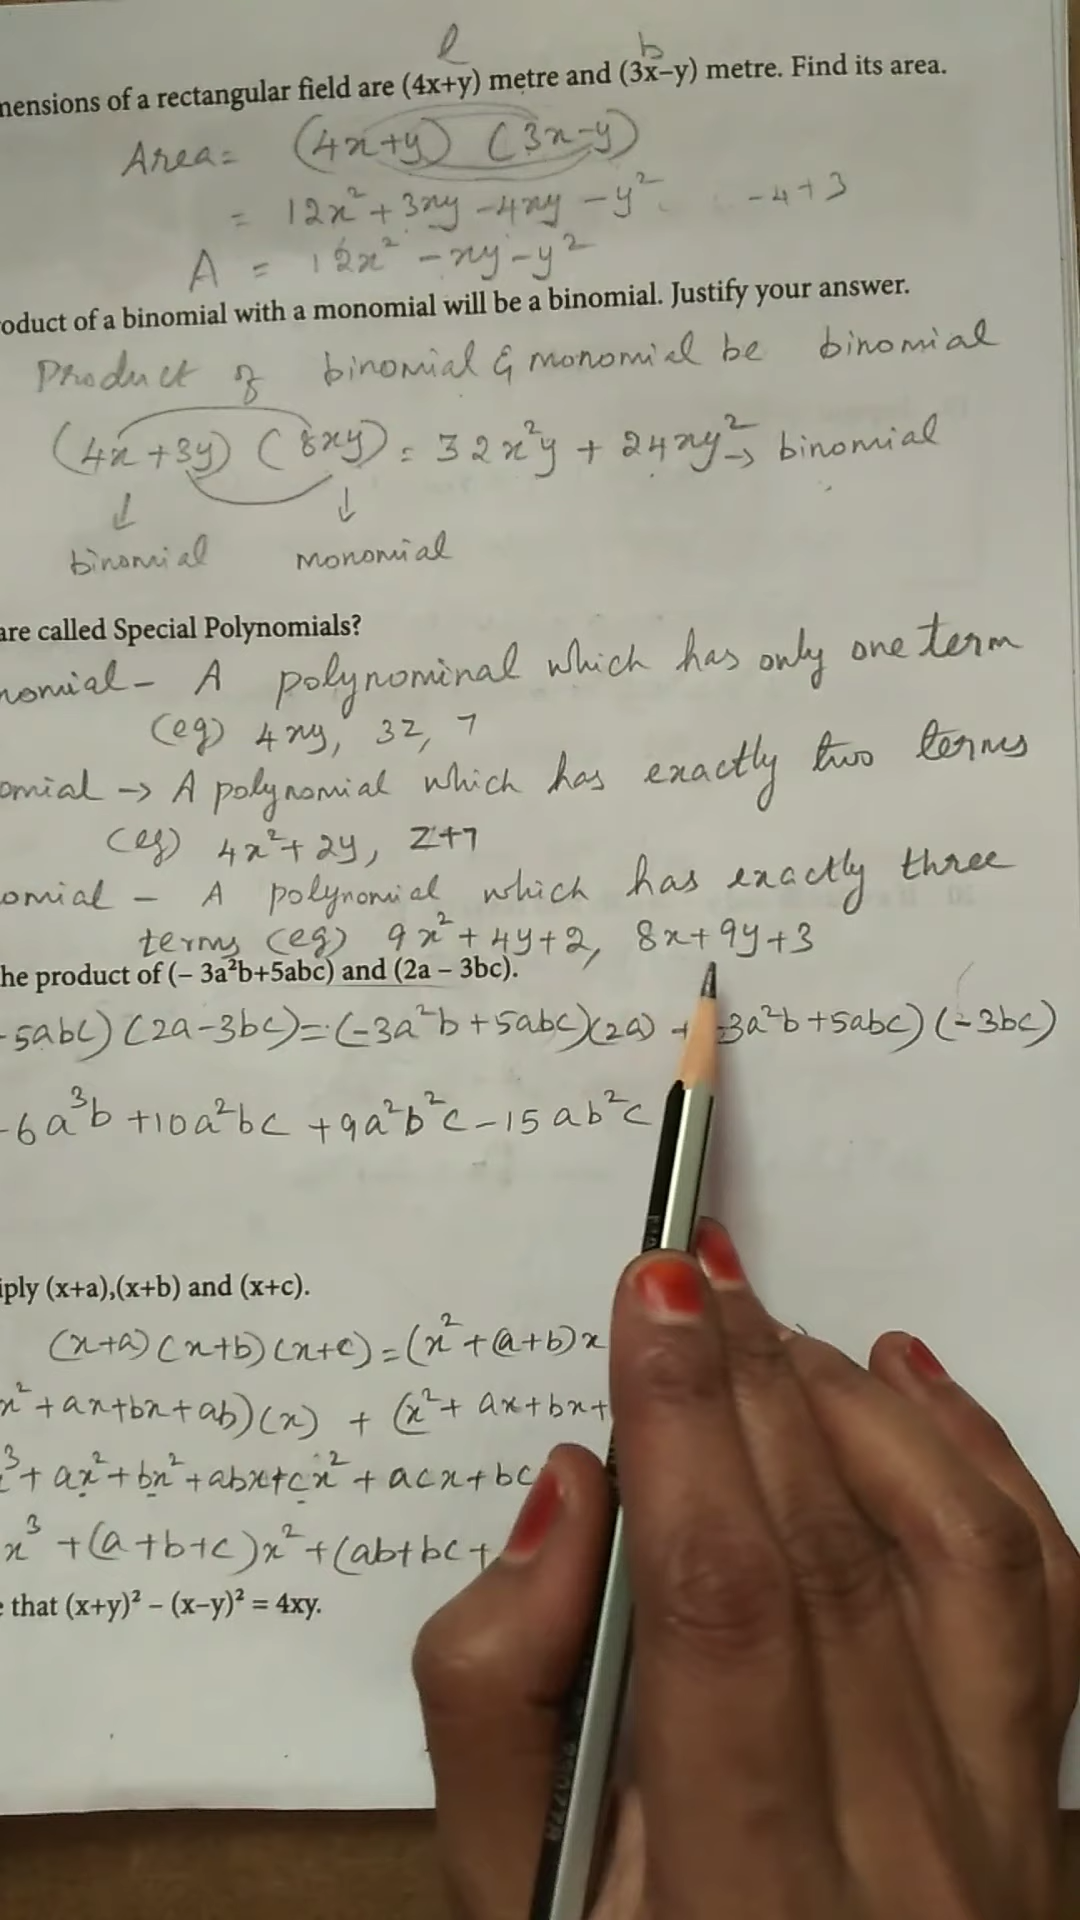 l b
mensions of a rectangular field are (4x+y) metre and (3x–y) metre. Find its area.
Area = (4x+y) (3x-y)
= 12x² + 3xy - 4xy - y² -4+3
A = 12x² - xy - y²
oduct of a binomial with a monomial will be a binomial. Justify your answer.
Product of binomial & monomial be binomial
(4x+3y) (8xy) = 32x²y + 24xy² → binomial
↓ ↓
binomial monomial
are called Special Polynomials?
nomial - A polynominal which has only one term
(eg) 4xy, 3z, 7
omial → A polynomial which has exactly two terms
(eg) 4x²+2y, z+7
omial - A polynomial which has exactly three
terms (eg) 9x²+4y+2, 8x+9y+3
he product of (– 3a²b+5abc) and (2a – 3bc).
-5abc) (2a-3bc) = (-3a²b+5abc)(2a) + -3a²b+5abc) (-3bc)
-6a³b +10a²bc +9a²b²c -15ab²c
iply (x+a),(x+b) and (x+c).
(x+a) (x+b) (x+c) = (x²+(a+b)x
x²+ax+bx+ab)(x) + (x²+ax+bx+
³+ax²+bx²+abx+cx²+acx+bc
x³+(a+b+c)x²+(ab+bc+
that (x+y)² – (x–y)² = 4xy.